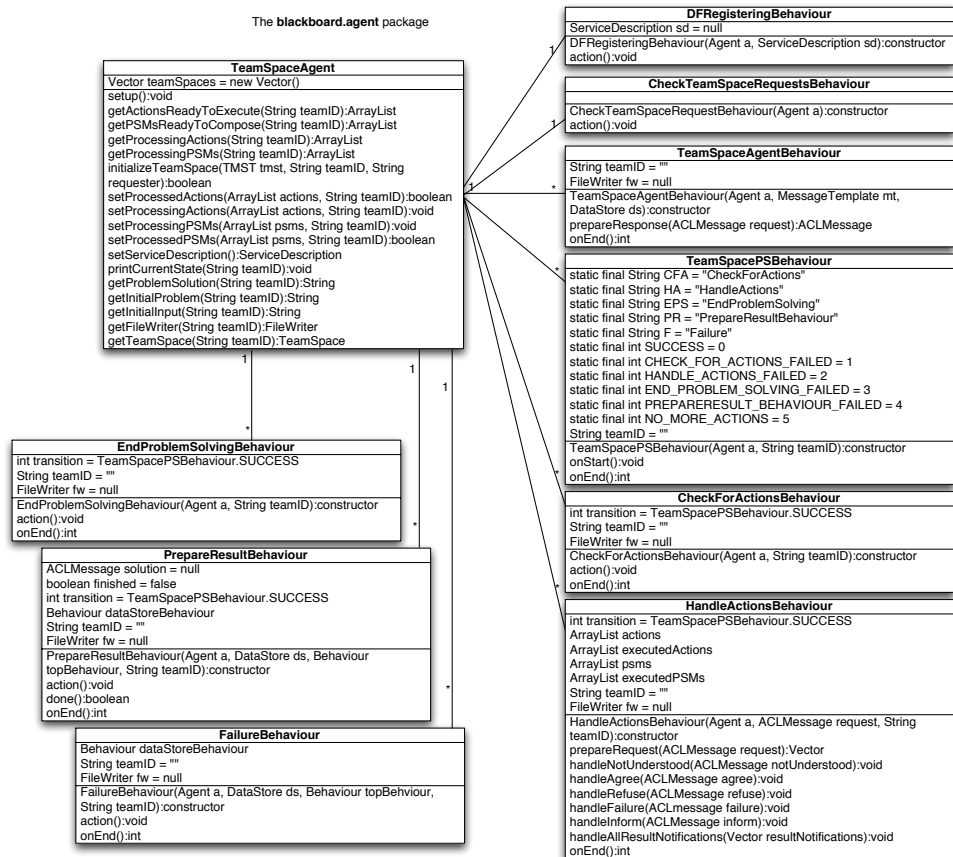 The blackboard.agent package
TeamSpaceAgent
Vector teamSpaces = new Vector()
setup():void
getActionsReadyToExecute(String teamID):ArrayList
getPSMsReadyToCompose(String teamID):ArrayList
getProcessingActions(String teamID):ArrayList
getProcessingPSMs(String teamID):ArrayList
initializeTeamSpace(TMST tmst, String teamID, String
requester):boolean
setProcessedActions(ArrayList actions, String teamID):boolean
setProcessingActions(ArrayList actions, String teamID):void
setProcessingPSMs(ArrayList psms, String teamID):void
setProcessedPSMs(ArrayList psms, String teamID):boolean
setServiceDescription():ServiceDescription
printCurrentState(String teamID):void
getProblemSolution(String teamID):String
getInitialProblem(String teamID):String
getInitialInput(String teamID):String
getFileWriter(String teamID):FileWriter
getTeamSpace(String teamID):TeamSpace
1
1
1
*
*
*
EndProblemSolvingBehaviour
int transition = TeamSpacePSBehaviour.SUCCESS
String teamID = ""
FileWriter fw = null
EndProblemSolvingBehaviour(Agent a, String teamID):constructor
action():void
onEnd():int
PrepareResultBehaviour
ACLMessage solution = null
boolean finished = false
int transition = TeamSpacePSBehaviour.SUCCESS
Behaviour dataStoreBehaviour
String teamID = ""
FileWriter fw = null
PrepareResultBehaviour(Agent a, DataStore ds, Behaviour
topBehaviour, String teamID):constructor
action():void
done():boolean
onEnd():int
FailureBehaviour
Behaviour dataStoreBehaviour
String teamID = ""
FileWriter fw = null
FailureBehaviour(Agent a, DataStore ds, Behaviour topBehviour,
String teamID):constructor
action():void
onEnd():int
1
1
1
*
*
*
*
DFRegisteringBehaviour
ServiceDescription sd = null
DFRegisteringBehaviour(Agent a, ServiceDescription sd):constructor
action():void
CheckTeamSpaceRequestsBehaviour
CheckTeamSpaceRequestBehaviour(Agent a):constructor
action():void
TeamSpaceAgentBehaviour
String teamID = ""
FileWriter fw = null
TeamSpaceAgentBehaviour(Agent a, MessageTemplate mt,
DataStore ds):constructor
prepareResponse(ACLMessage request):ACLMessage
onEnd():int
TeamSpacePSBehaviour
static final String CFA = "CheckForActions"
static final String HA = "HandleActions"
static final String EPS = "EndProblemSolving"
static final String PR = "PrepareResultBehaviour"
static final String F = "Failure"
static final int SUCCESS = 0
static final int CHECK_FOR_ACTIONS_FAILED = 1
static final int HANDLE_ACTIONS_FAILED = 2
static final int END_PROBLEM_SOLVING_FAILED = 3
static final int PREPARERESULT_BEHAVIOUR_FAILED = 4
static final int NO_MORE_ACTIONS = 5
String teamID = ""
TeamSpacePSBehaviour(Agent a, String teamID):constructor
onStart():void
onEnd():int
CheckForActionsBehaviour
int transition = TeamSpacePSBehaviour.SUCCESS
String teamID = ""
FileWriter fw = null
CheckForActionsBehaviour(Agent a, String teamID):constructor
action():void
onEnd():int
HandleActionsBehaviour
int transition = TeamSpacePSBehaviour.SUCCESS
ArrayList actions
ArrayList executedActions
ArrayList psms
ArrayList executedPSMs
String teamID = ""
FileWriter fw = null
HandleActionsBehaviour(Agent a, ACLMessage request, String
teamID):constructor
prepareRequest(ACLMessage request):Vector
handleNotUnderstood(ACLMessage notUnderstood):void
handleAgree(ACLMessage agree):void
handleRefuse(ACLMessage refuse):void
handleFailure(ACLmessage failure):void
handleInform(ACLMessage inform):void
handleAllResultNotifications(Vector resultNotifications):void
onEnd():int